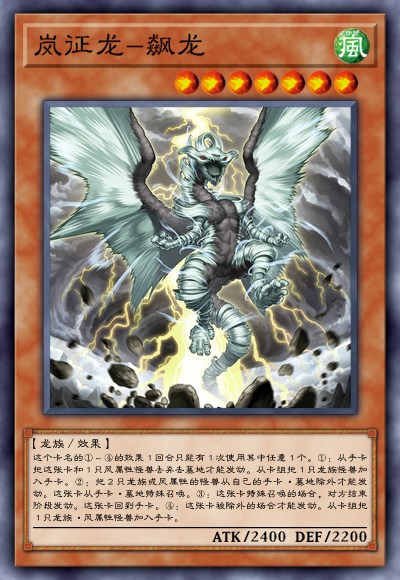 岚征龙-飙龙
風
【龙族／效果】
这个卡名的①~④的效果1回合只能有1次使用其中任意1个。①：从手卡
把这张卡和1只风属性怪兽丢弃去墓地才能发动。从卡组把1只龙族怪兽加
入手卡。②：把2只龙族或风属性的怪兽从自己的手卡・墓地除外才能发
动。这张卡从手卡・墓地特殊召唤。③：这张卡特殊召唤的场合，对方结束
阶段发动。这张卡回到手卡。④：这张卡被除外的场合才能发动。从卡组把
1只龙族・风属性怪兽加入手卡。
ATK/2400 DEF/2200